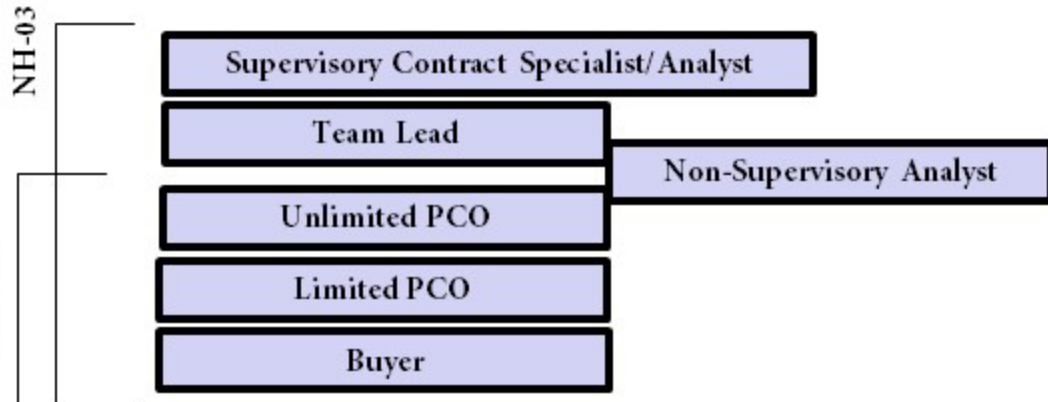 NH-03
Supervisory Contract Specialist/Analyst
Team Lead
Non-Supervisory Analyst
Unlimited PCO
Limited PCO
Buyer